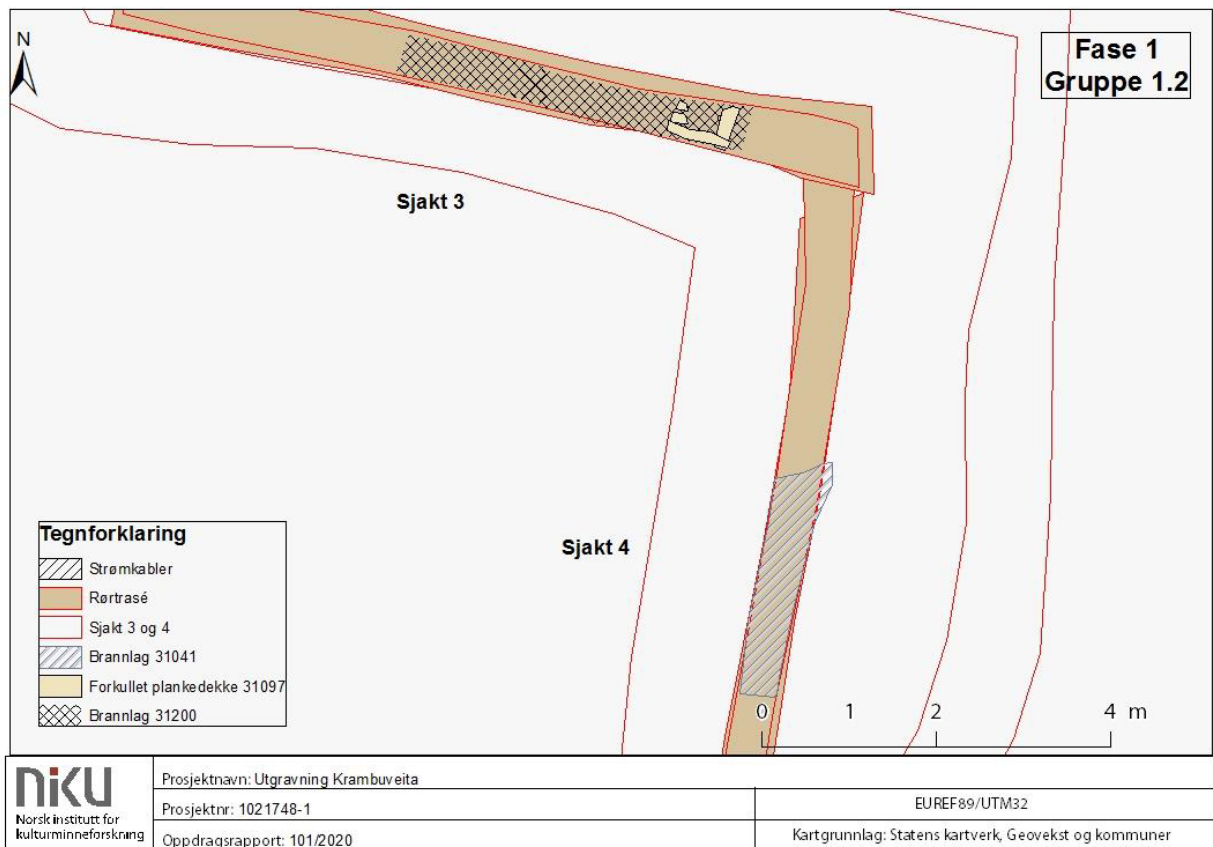 N
Fase 1
Gruppe 1.2
Sjakt 3
Sjakt 4
Tegnforklaring
Strømkabler
Rørtrasé
Sjakt 3 og 4
Brannlag 31041
Forkullet plankedekke 31097
Brannlag 31200
0 1 2 4 m
niku
Norsk institutt for
kulturminneforskning
Prosjektnavn: Utgravning Krambuveita
Prosjektnr: 1021748-1
Oppdragsrapport: 101/2020
EUREF89/UTM32
Kartgrunnlag: Statens kartverk, Geovekst og kommuner